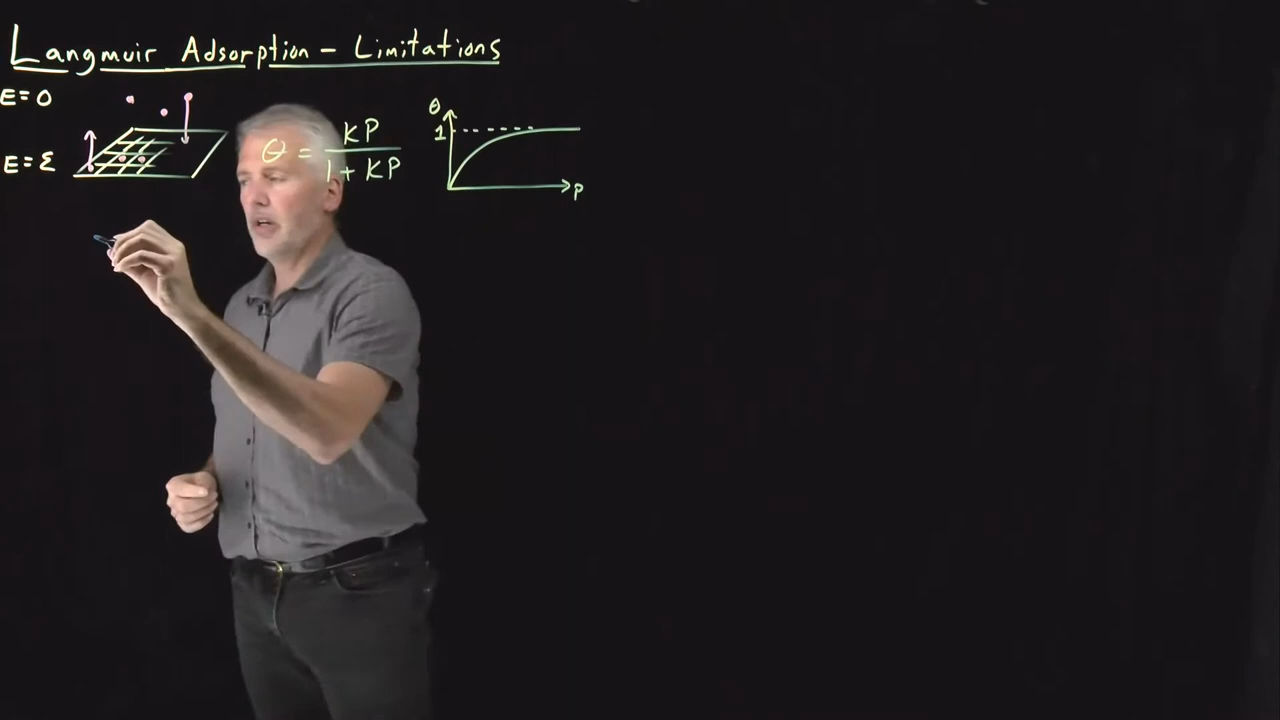 Langmuir Adsorption – Limitations
E = 0
E = ε
θ = KP / 1 + KP
θ
1
P